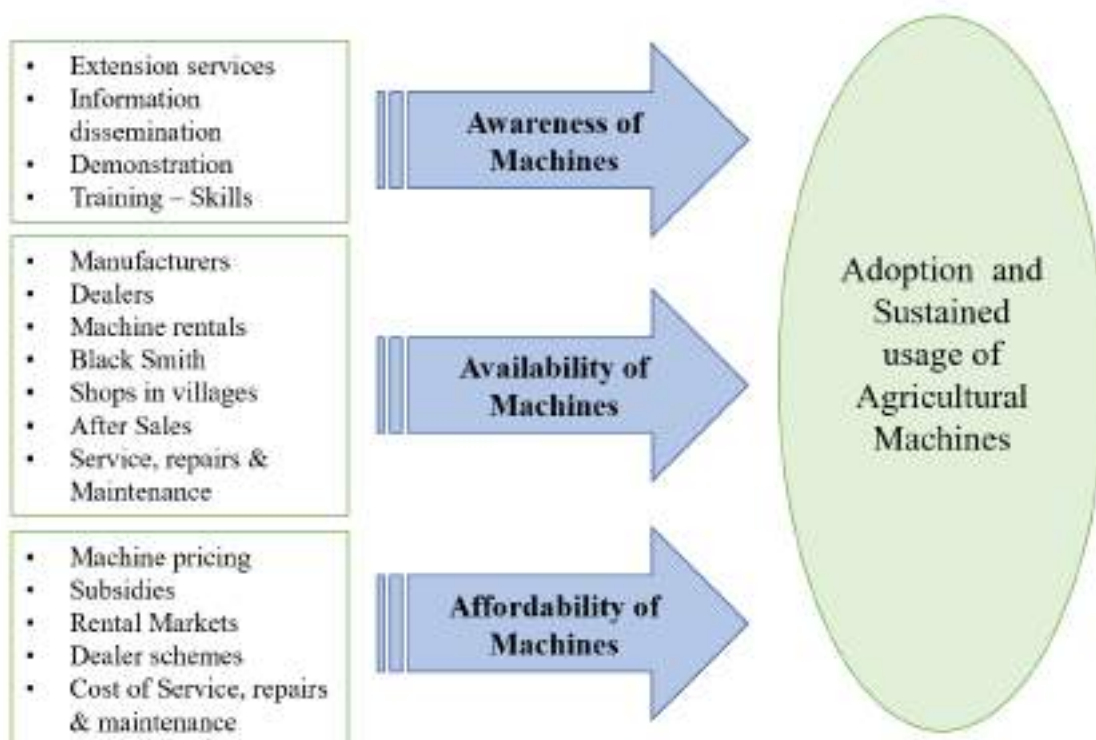 • Extension services
• Information
dissemination
• Demonstration
• Training – Skills
Awareness of
Machines
• Manufacturers
• Dealers
• Machine rentals
• Black Smith
• Shops in villages
• After Sales
• Service, repairs &
Maintenance
Availability of
Machines
• Machine pricing
• Subsidies
• Rental Markets
• Dealer schemes
• Cost of Service, repairs
& maintenance
Affordability of
Machines
Adoption and
Sustained
usage of
Agricultural
Machines